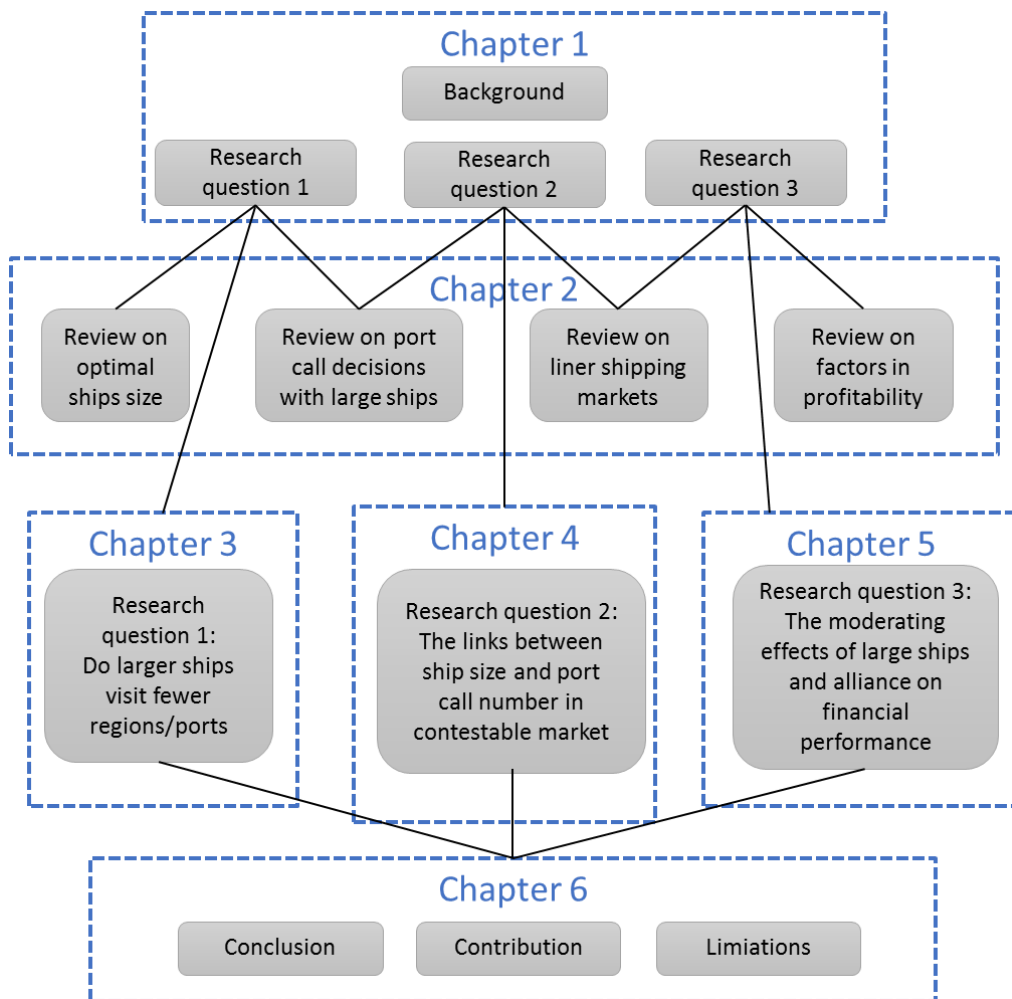 Chapter 1
Background
Research
question 1
Research
question 2
Research
question 3
Chapter 2
Review on
optimal
ships size
Review on port
call decisions
with large ships
Review on
liner shipping
markets
Review on
factors in
profitability
Chapter 3
Research
question 1:
Do larger ships
visit fewer
regions/ports
Chapter 4
Research question 2:
The links between
ship size and port
call number in
contestable market
Chapter 5
Research question 3:
The moderating
effects of large ships
and alliance on
financial
performance
Chapter 6
Conclusion
Contribution
Limiations